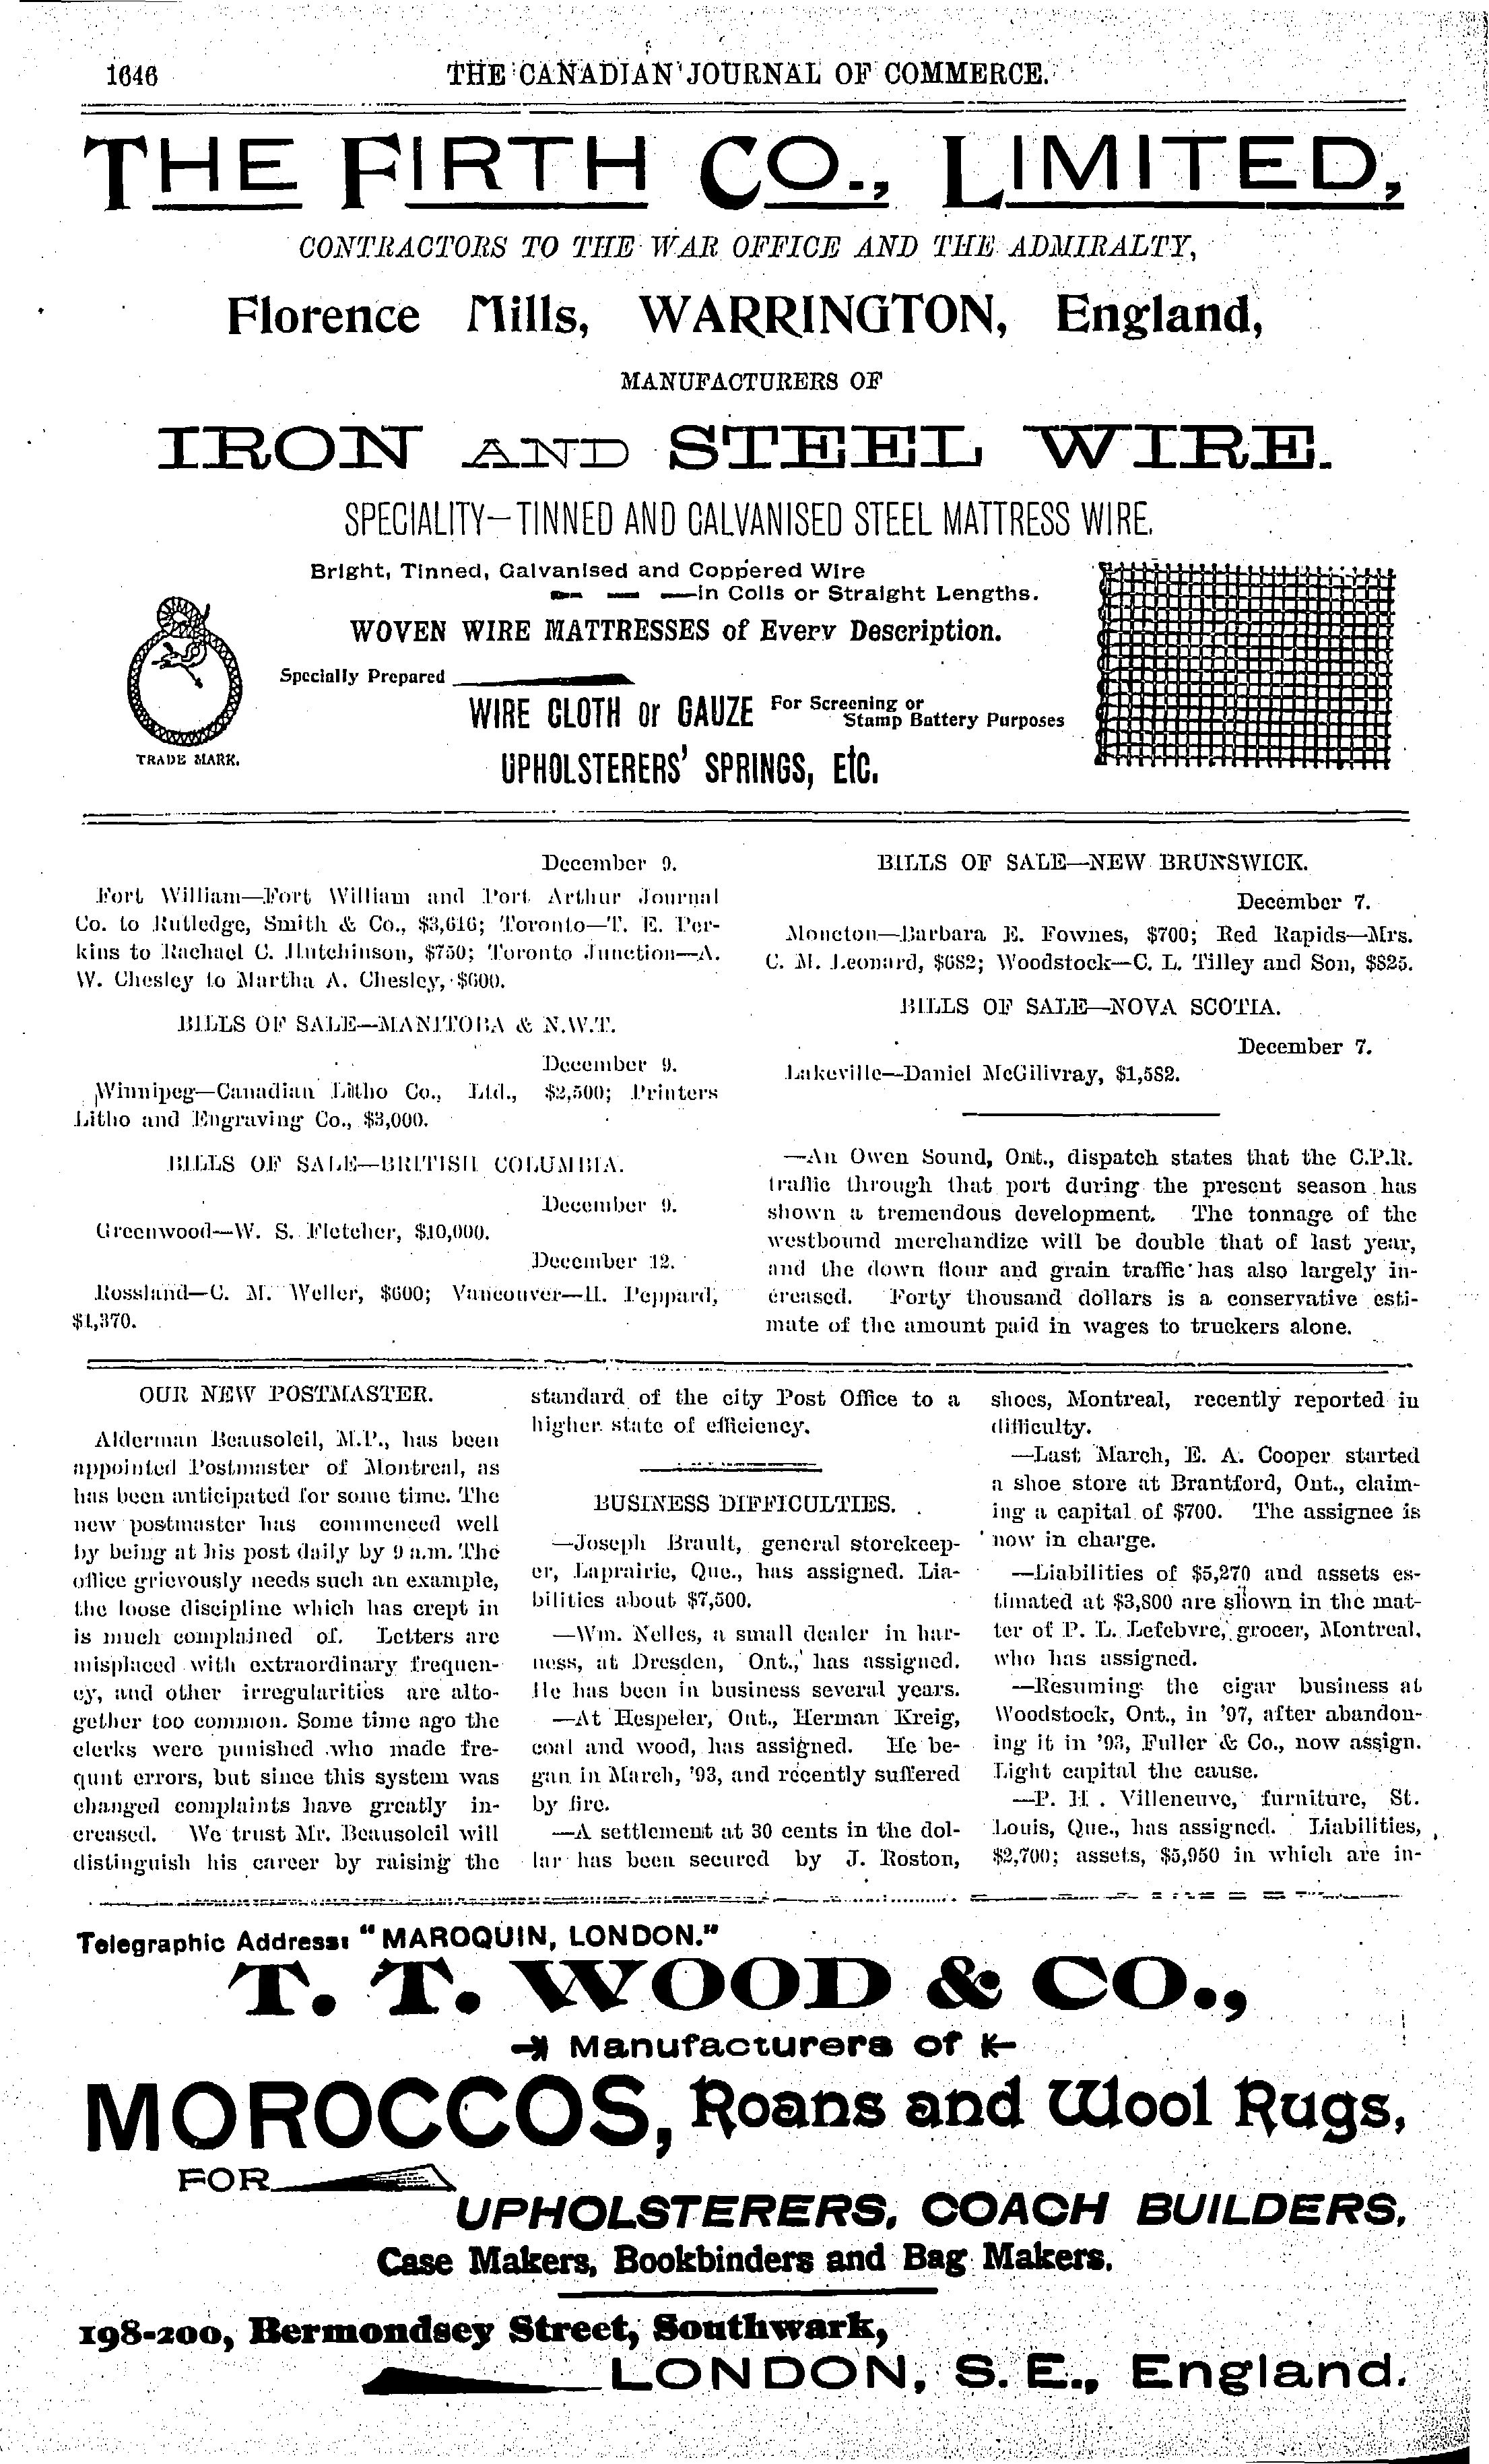 1646
THE CANADIAN JOURNAL OF COMMERCE.
THE FIRTH CO., LIMITED,
CONTRACTORS TO THE WAR OFFICE AND THE ADMIRALTY,
Florence Mills, WARRINGTON, England,
MANUFACTURERS OF
IRON AND STEEL WIRE.
SPECIALITY—TINNED AND GALVANISED STEEL MATTRESS WIRE.
Bright, Tinned, Galvanised and Coppered Wire
—in Coils or Straight Lengths.
WOVEN WIRE MATTRESSES of Every Description.
Specially Prepared
WIRE CLOTH or GAUZE For Screening or
Stamp Battery Purposes
UPHOLSTERERS' SPRINGS, Etc.
TRADE MARK.
December 9.
Fort William—Fort William and Port Arthur Journal
Co. to Rutledge, Smith & Co., $3,616; Toronto—T. E. Per-
kins to Rachael C. Hutchinson, $750; Toronto Junction—A.
W. Chesley to Martha A. Chesley, $600.
BILLS OF SALE—MANITOBA & N.W.T.
December 9.
Winnipeg—Canadian Litho Co., Ltd., $2,500; Printers
Litho and Engraving Co., $3,000.
BILLS OF SALE—BRITISH COLUMBIA.
December 9.
Greenwood—W. S. Fletcher, $10,000.
December 12.
Rossland—C. M. Weller, $600; Vancouver—H. Peppard,
$1,370.
BILLS OF SALE—NEW BRUNSWICK.
December 7.
Moncton—Barbara E. Fownes, $700; Red Rapids—Mrs.
C. M. Leonard, $682; Woodstock—C. L. Tilley and Son, $825.
BILLS OF SALE—NOVA SCOTIA.
December 7.
Lakeville—Daniel McGilivray, $1,582.
—An Owen Sound, Ont., dispatch states that the C.P.R.
traffic through that port during the present season has
shown a tremendous development. The tonnage of the
westbound merchandize will be double that of last year,
and the down flour and grain traffic has also largely in-
creased. Forty thousand dollars is a conservative esti-
mate of the amount paid in wages to truckers alone.
OUR NEW POSTMASTER.
Alderman Beausoleil, M.P., has been
appointed Postmaster of Montreal, as
has been anticipated for some time. The
new postmaster has commenced well
by being at his post daily by 9 a.m. The
office grievously needs such an example,
the loose discipline which has crept in
is much complained of. Letters are
misplaced with extraordinary frequen-
cy, and other irregularities are alto-
gether too common. Some time ago the
clerks were punished who made fre-
qunt errors, but since this system was
changed complaints have greatly in-
creased. We trust Mr. Beausoleil will
distinguish his career by raising the
standard of the city Post Office to a
higher state of efficiency.
BUSINESS DIFFICULTIES.
—Joseph Brault, general storekeep-
er, Laprairie, Que., has assigned. Lia-
bilities about $7,500.
—Wm. Nelles, a small dealer in har-
ness, at Dresden, Ont., has assigned.
He has been in business several years.
—At Hespeler, Ont., Herman Kreig,
coal and wood, has assigned. He be-
gan in March, '93, and recently suffered
by fire.
—A settlement at 30 cents in the dol-
lar has been secured by J. Roston,
shoes, Montreal, recently reported in
difficulty.
—Last March, E. A. Cooper started
a shoe store at Brantford, Ont., claim-
ing a capital of $700. The assignee is
now in charge.
—Liabilities of $5,270 and assets es-
timated at $3,800 are shown in the mat-
ter of P. L. Lefebvre, grocer, Montreal,
who has assigned.
—Resuming the cigar business at
Woodstock, Ont., in '97, after abandon-
ing it in '93, Fuller & Co., now assign.
Light capital the cause.
—P. H. Villeneuve, furniture, St.
Louis, Que., has assigned. Liabilities,
$2,700; assets, $5,950 in which are in-
Telegraphic Address: "MAROQUIN, LONDON."
T. T. WOOD & CO.,
Manufacturers of
MOROCCOS, Roans and Wool Rugs,
FOR
UPHOLSTERERS, COACH BUILDERS,
Case Makers, Bookbinders and Bag Makers.
198-200, Bermondsey Street, Southwark,
LONDON, S. E., England.